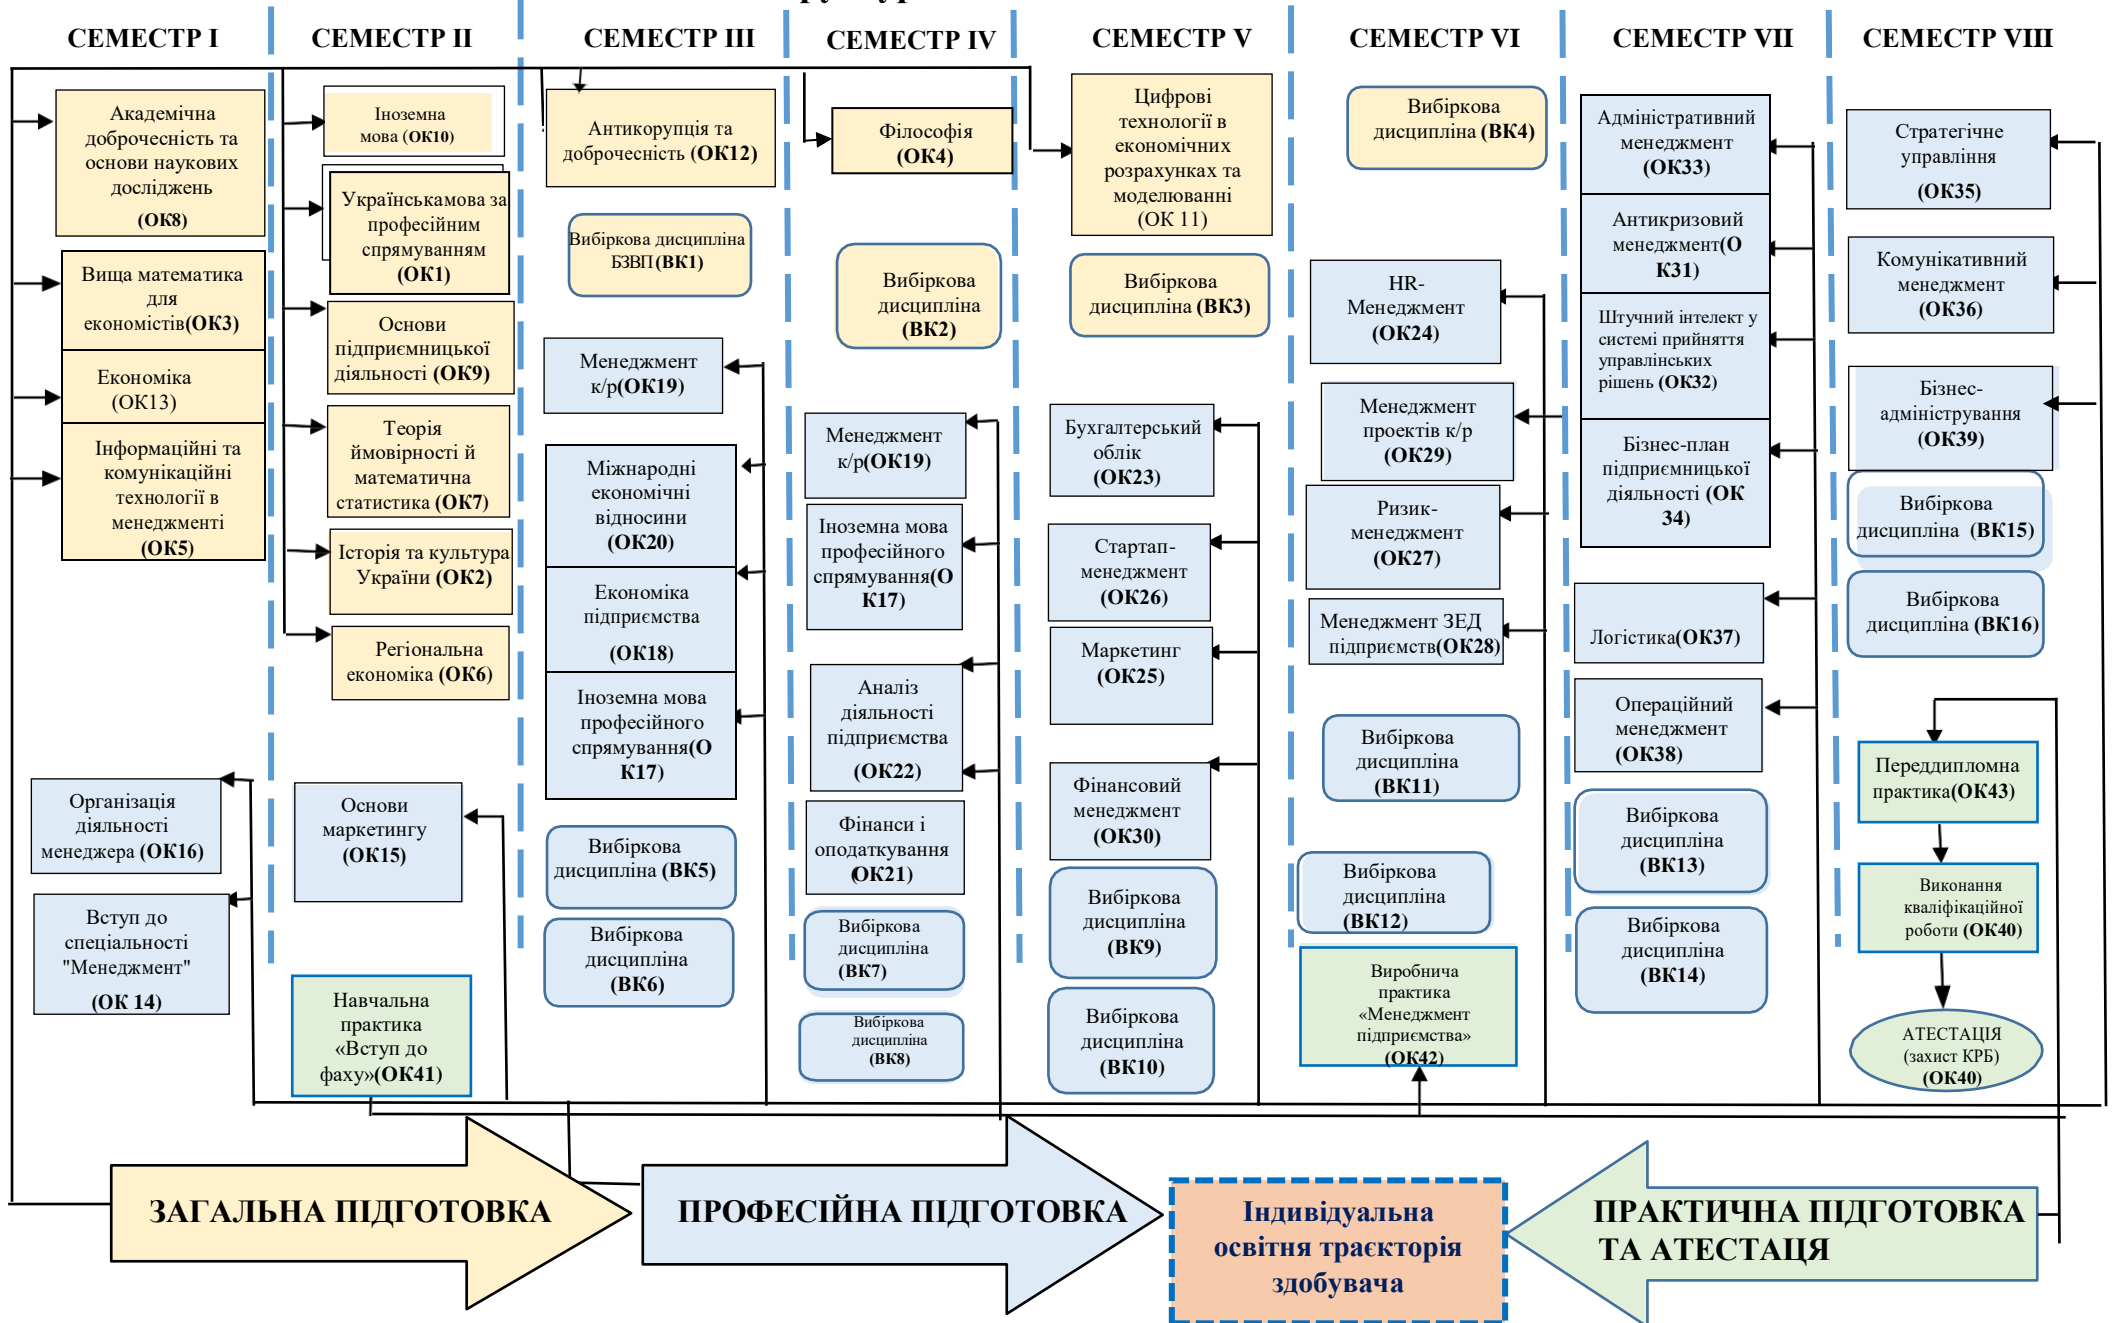 СЕМЕСТР I
СЕМЕСТР II
СЕМЕСТР III
СЕМЕСТР IV
СЕМЕСТР V
СЕМЕСТР VI
СЕМЕСТР VII
СЕМЕСТР VIII
Академічна
доброчесність та
основи наукових
досліджень
(ОК8)
Вища математика
для
економістів(ОК3)
Економіка
(ОК13)
Інформаційні та
комунікаційні
технології в
менеджменті
(ОК5)
Організація
діяльності
менеджера (ОК16)
Вступ до
спеціальності
"Менеджмент"
(ОК 14)
Іноземна
мова (ОК10)
Українськамова за
професійним
спрямуванням
(ОК1)
Основи
підприємницької
діяльності (ОК9)
Теорія
ймовірності й
математична
статистика (ОК7)
Історія та культура
України (ОК2)
Регіональна
економіка (ОК6)
Основи
маркетингу
(ОК15)
Навчальна
практика
«Вступ до
фаху»(ОК41)
Антикорупція та
доброчесність (ОК12)
Вибіркова дисципліна
БЗВП (ВК1)
Менеджмент
к/р(ОК19)
Міжнародні
економічні
відносини
(ОК20)
Економіка
підприємства
(ОК18)
Іноземна мова
професійного
спрямування(О
К17)
Вибіркова
дисципліна (ВК5)
Вибіркова
дисципліна
(ВК6)
Філософія
(ОК4)
Вибіркова
дисципліна
(ВК2)
Менеджмент
к/р(ОК19)
Іноземна мова
професійного
спрямування(О
К17)
Аналіз
діяльності
підприємства
(ОК22)
Фінанси і
оподаткування
(ОК21)
Вибіркова
дисципліна
(ВК7)
Вибіркова
дисципліна
(ВК8)
Цифрові
технології в
економічних
розрахунках та
моделюванні
(ОК 11)
Вибіркова
дисципліна (ВК3)
Бухгалтерський
облік
(ОК23)
Стартап-
менеджмент
(ОК26)
Маркетинг
(ОК25)
Фінансовий
менеджмент
(ОК30)
Вибіркова
дисципліна
(ВК9)
Вибіркова
дисципліна
(ВК10)
Вибіркова
дисципліна (ВК4)
HR-
Менеджмент
(ОК24)
Менеджмент
проектів к/р
(ОК29)
Ризик-
менеджмент
(ОК27)
Менеджмент ЗЕД
підприємств(ОК28)
Вибіркова
дисципліна
(ВК11)
Вибіркова
дисципліна
(ВК12)
Виробнича
практика
«Менеджмент
підприємства»
(ОК42)
Адміністративний
менеджмент
(ОК33)
Антикризовий
менеджмент(О
К31)
Штучний інтелект у
системі прийняття
управлінських
рішень (ОК32)
Бізнес-план
підприємницької
діяльності (ОК
34)
Логістика(ОК37)
Операційний
менеджмент
(ОК38)
Вибіркова
дисципліна
(ВК13)
Вибіркова
дисципліна
(ВК14)
Стратегічне
управління
(ОК35)
Комунікативний
менеджмент
(ОК36)
Бізнес-
адміністрування
(ОК39)
Вибіркова
дисципліна (ВК15)
Вибіркова
дисципліна (ВК16)
Переддипломна
практика(ОК43)
Виконання
кваліфікаційної
роботи (ОК40)
АТЕСТАЦІЯ
(захист КРБ)
(ОК40)
ЗАГАЛЬНА ПІДГОТОВКА
ПРОФЕСІЙНА ПІДГОТОВКА
Індивідуальна
освітня траєкторія
здобувача
ПРАКТИЧНА ПІДГОТОВКА
ТА АТЕСТАЦЯ